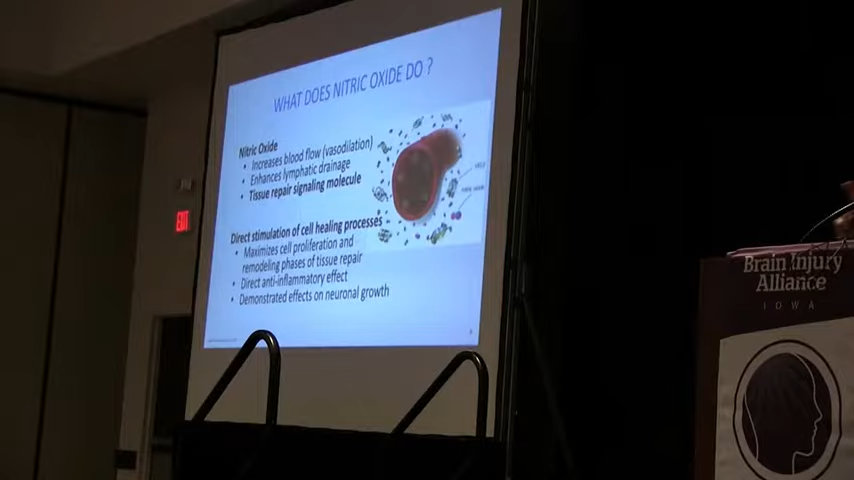 WHAT DOES NITRIC OXIDE DO ?
Nitric Oxide
• Increases blood flow (vasodilation)
• Enhances lymphatic drainage
• Tissue repair signaling molecule
Direct stimulation of cell healing processes
• Maximizes cell proliferation and
remodeling phases of tissue repair
• Direct anti-inflammatory effect
• Demonstrated effects on neuronal growth
EXIT
Brain Injury
Alliance
IOWA